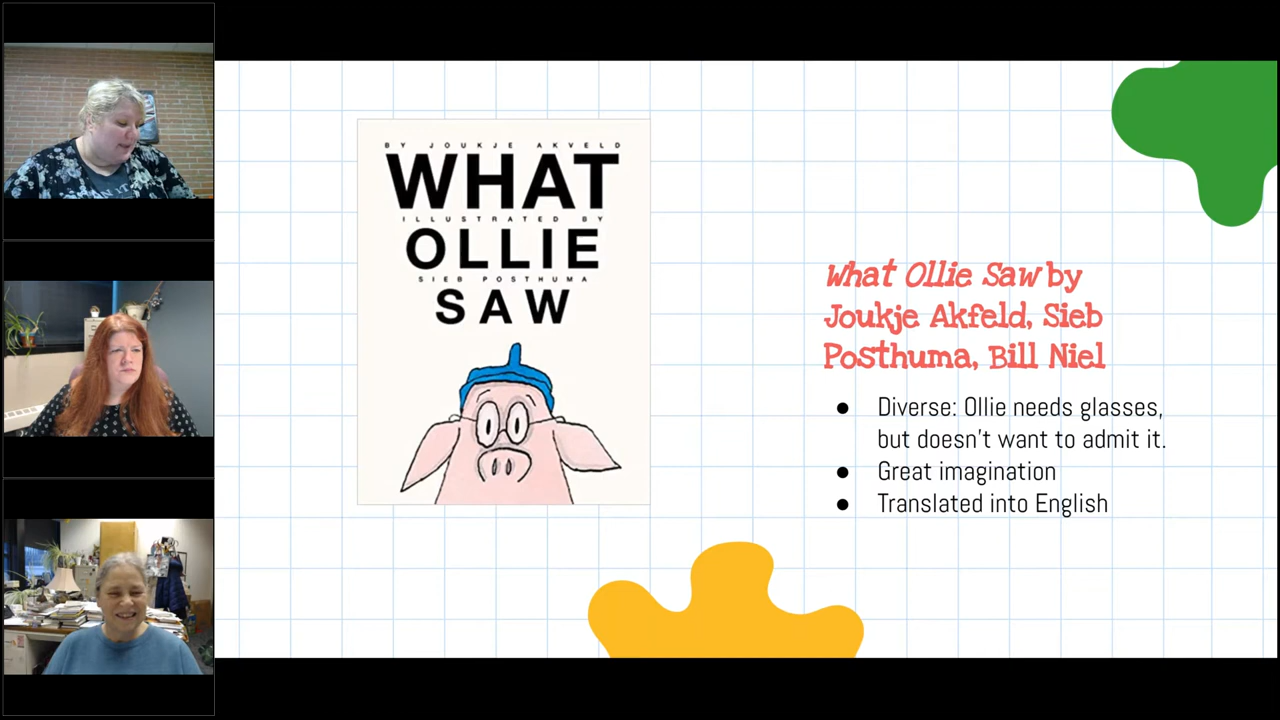 BY JOUKJE AKVELD
WHAT
ILLUSTRATED BY
OLLIE
SIEB POSTHUMA
SAW
What Ollie Saw by
Joukje Akfeld, Sieb
Posthuma, Bill Niel
● Diverse: Ollie needs glasses,
but doesn't want to admit it.
● Great imagination
● Translated into English